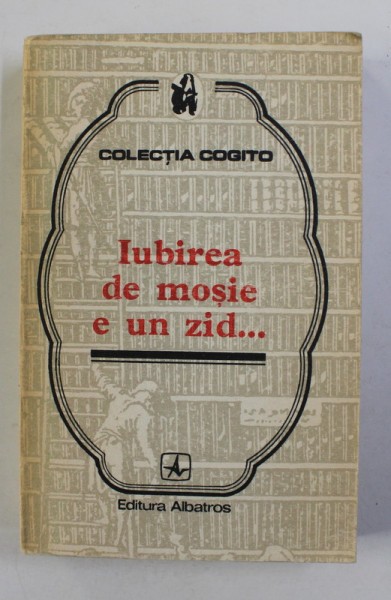 COLECȚIA COGITO
Iubirea
de moșie
e un zid...
Editura Albatros